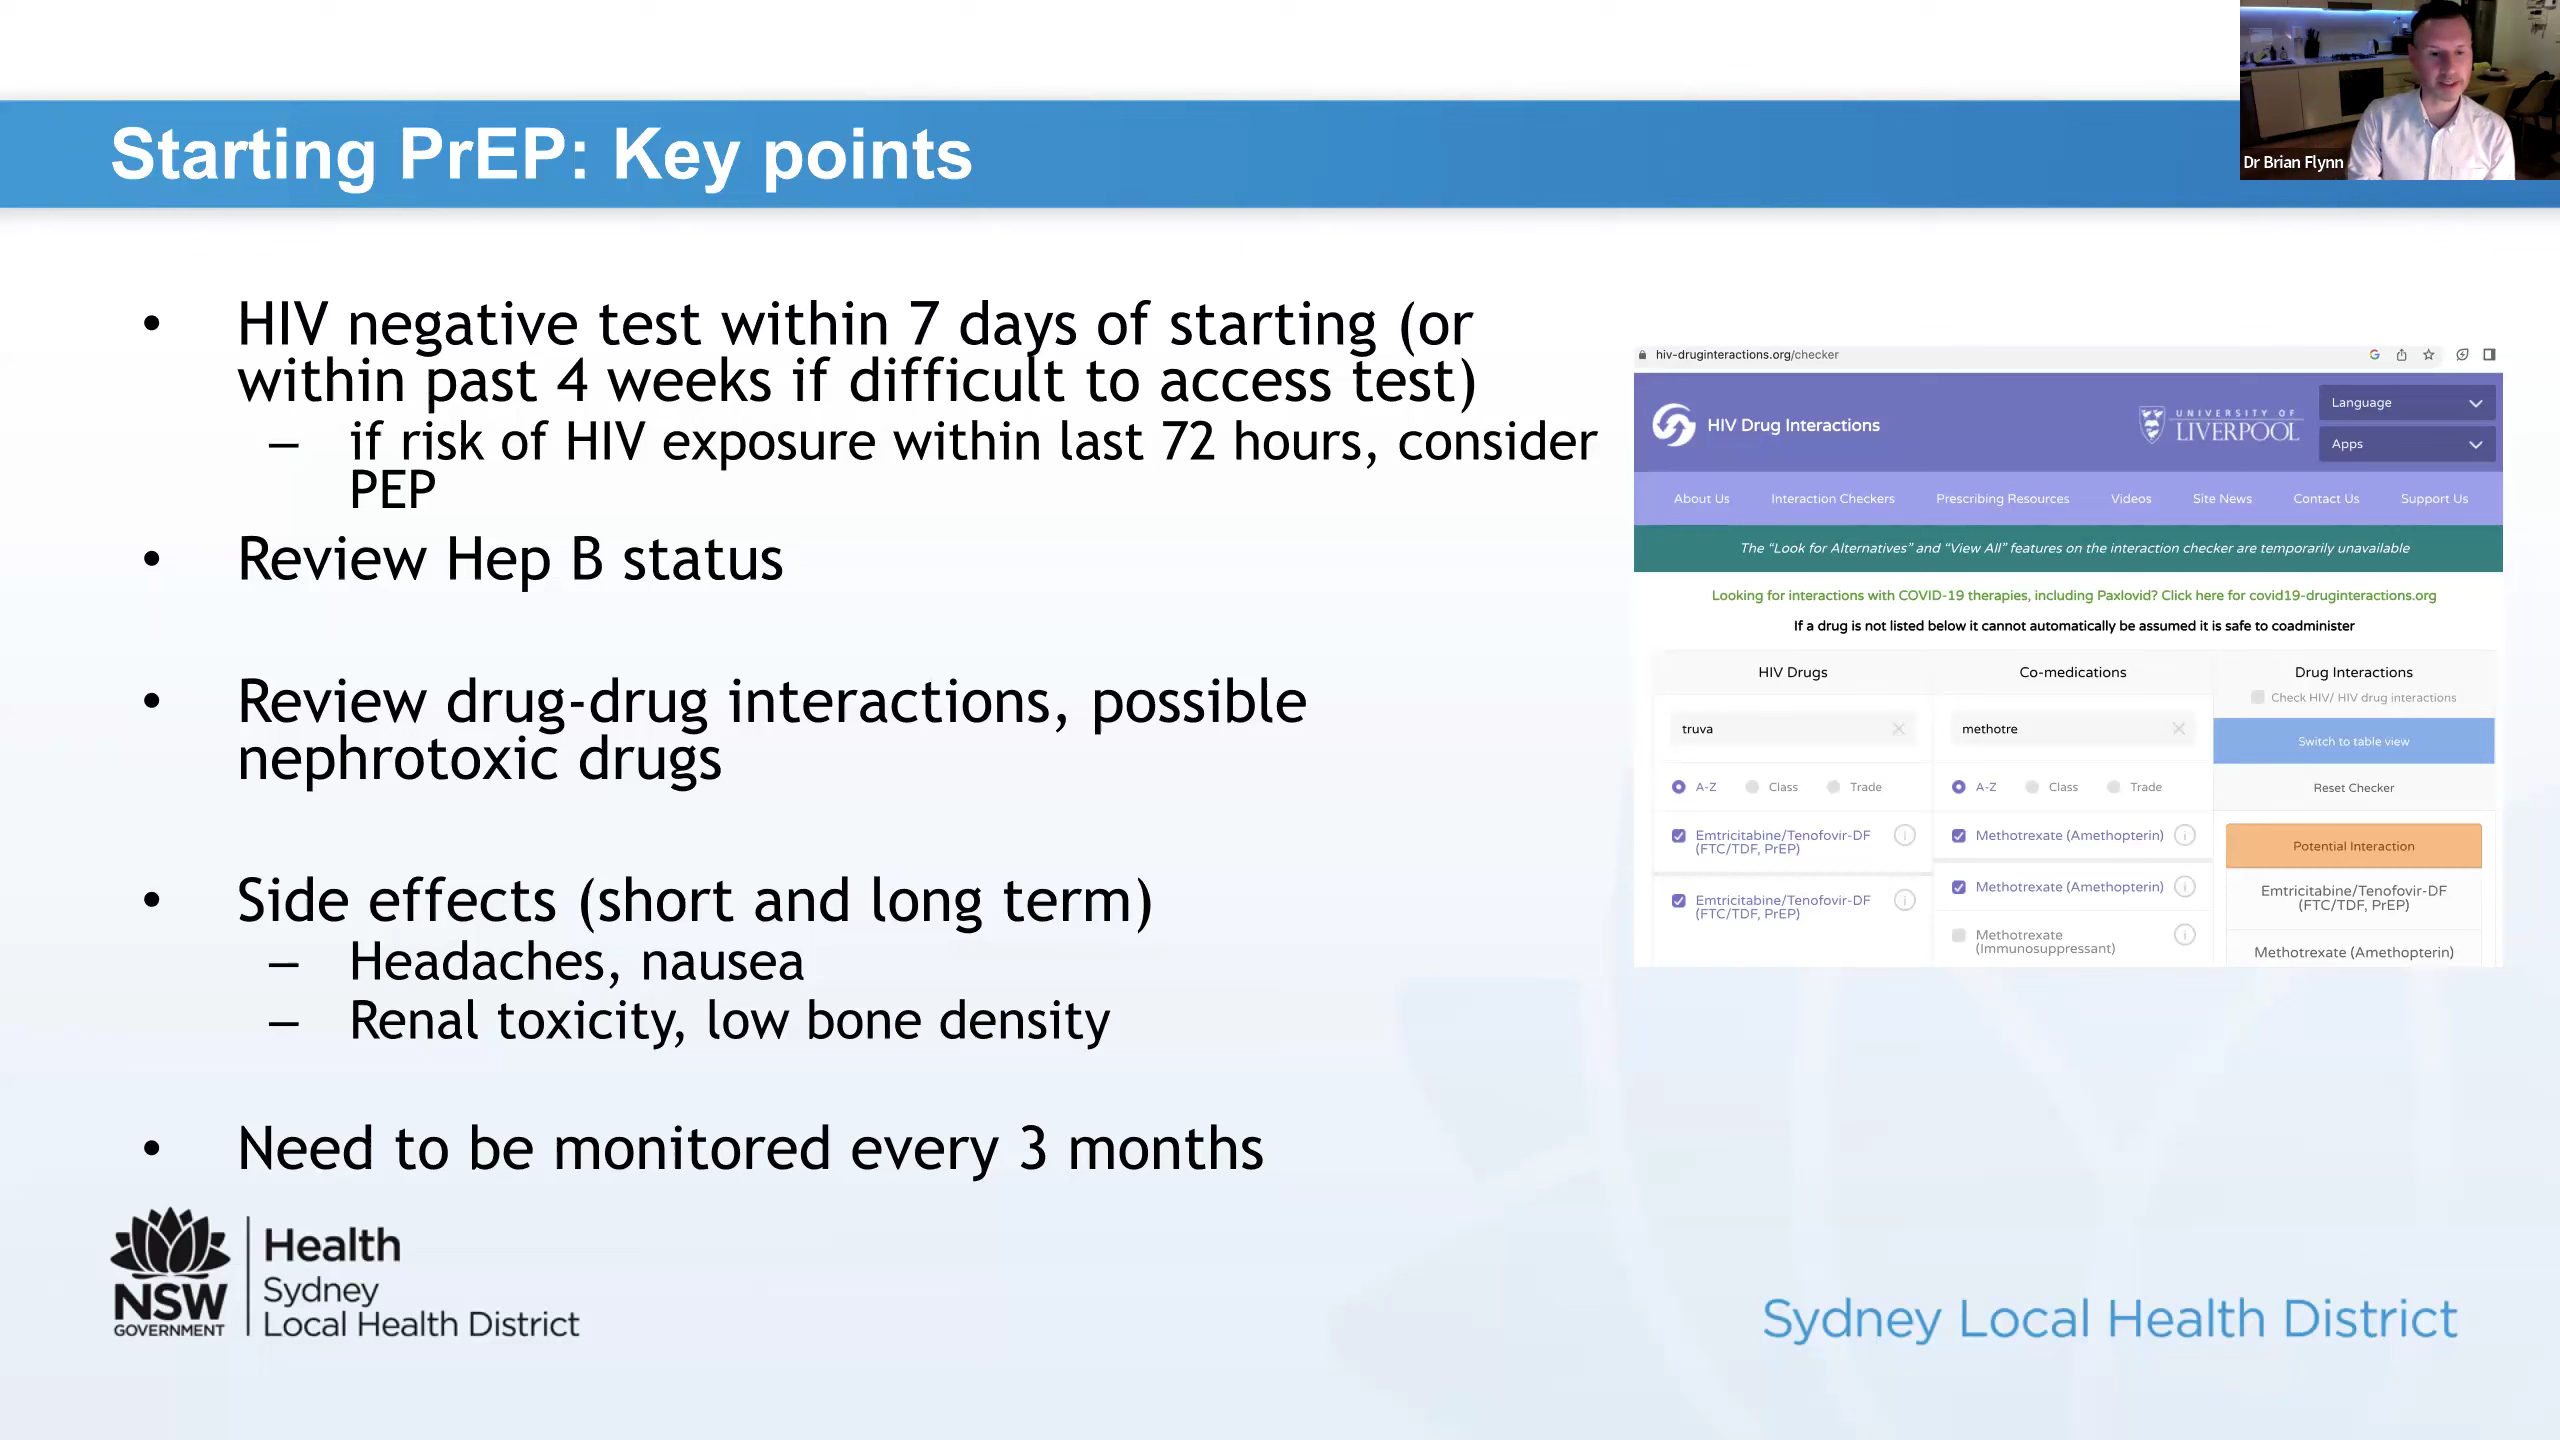 Starting PrEP: Key points
Dr Brian Flynn
• HIV negative test within 7 days of starting (or
within past 4 weeks if difficult to access test)
– if risk of HIV exposure within last 72 hours, consider
PEP
• Review Hep B status
• Review drug-drug interactions, possible
nephrotoxic drugs
• Side effects (short and long term)
– Headaches, nausea
– Renal toxicity, low bone density
• Need to be monitored every 3 months
hiv-druginteractions.org/checker
HIV Drug Interactions
UNIVERSITY OF
LIVERPOOL
Language
Apps
About Us Interaction Checkers Prescribing Resources Videos Site News Contact Us Support Us
The “Look for Alternatives” and “View All” features on the interaction checker are temporarily unavailable
Looking for interactions with COVID-19 therapies, including Paxlovid? Click here for covid19-druginteractions.org
If a drug is not listed below it cannot automatically be assumed it is safe to coadminister
HIV Drugs
truva
A-Z Class Trade
Emtricitabine/Tenofovir-DF
(FTC/TDF, PrEP)
Emtricitabine/Tenofovir-DF
(FTC/TDF, PrEP)
Co-medications
methotre
A-Z Class Trade
Methotrexate (Amethopterin)
Methotrexate (Amethopterin)
Methotrexate
(Immunosuppressant)
Drug Interactions
Check HIV/ HIV drug interactions
Switch to table view
Reset Checker
Potential Interaction
Emtricitabine/Tenofovir-DF
(FTC/TDF, PrEP)
Methotrexate (Amethopterin)
NSW
GOVERNMENT
Health
Sydney
Local Health District
Sydney Local Health District